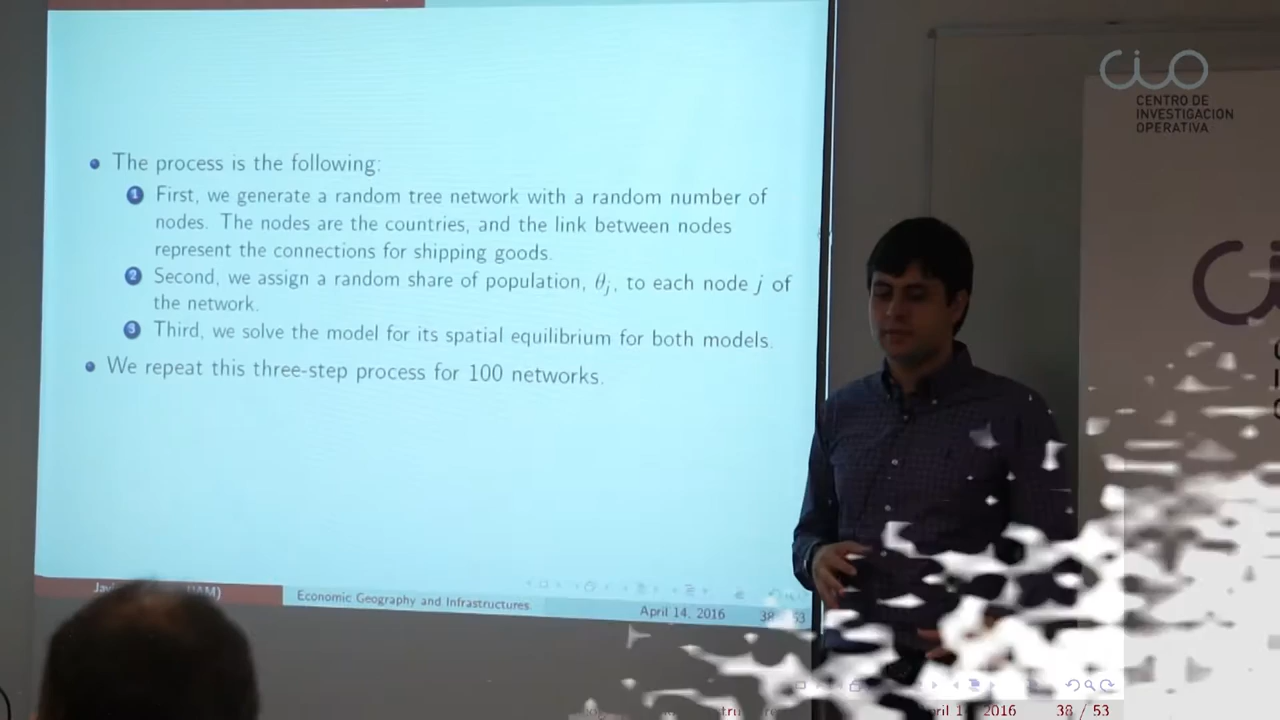 The process is the following:
1 First, we generate a random tree network with a random number of
nodes. The nodes are the countries, and the link between nodes
represent the connections for shipping goods.
2 Second, we assign a random share of population, θj, to each node j of
the network.
3 Third, we solve the model for its spatial equilibrium for both models.
We repeat this three-step process for 100 networks.
Economic Geography and Infrastructures
April 14, 2016
38
CIO
CENTRO DE
INVESTIGACION
OPERATIVA
2016
38 / 53